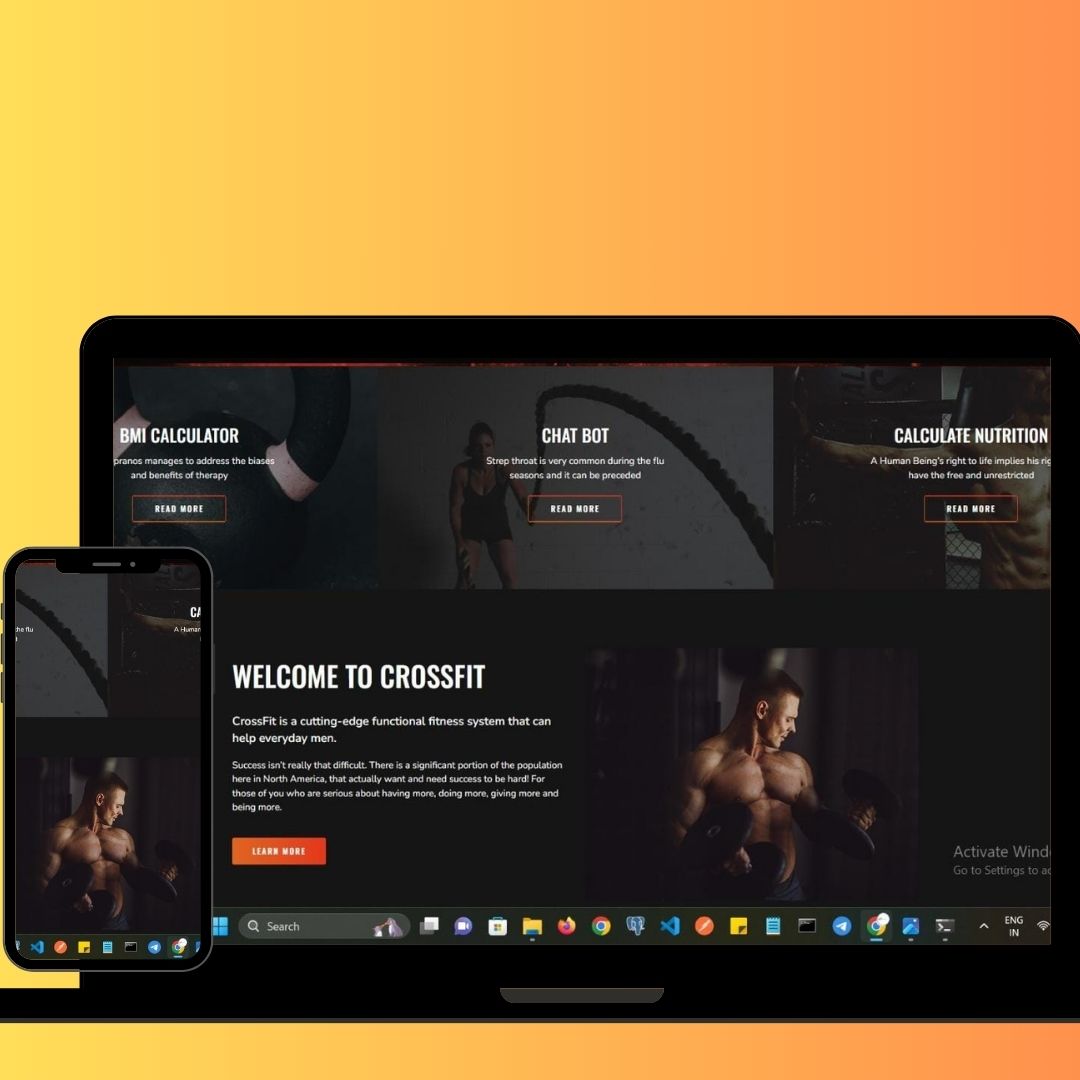 BMI CALCULATOR
pranos manages to address the biases
and benefits of therapy
READ MORE
CHAT BOT
Strep throat is very common during the flu
seasons and it can be preceded
READ MORE
CALCULATE NUTRITION
A Human Being's right to life implies his rig
have the free and unrestricted
READ MORE
WELCOME TO CROSSFIT
CrossFit is a cutting-edge functional fitness system that can
help everyday men.
Success isn't really that difficult. There is a significant portion of the population
here in North America, that actually want and need success to be hard! For
those of you who are serious about having more, doing more, giving more and
being more.
LEARN MORE
Activate Wind
Go to Settings to ac
Search
ENG
IN
the flu
CA
A Human